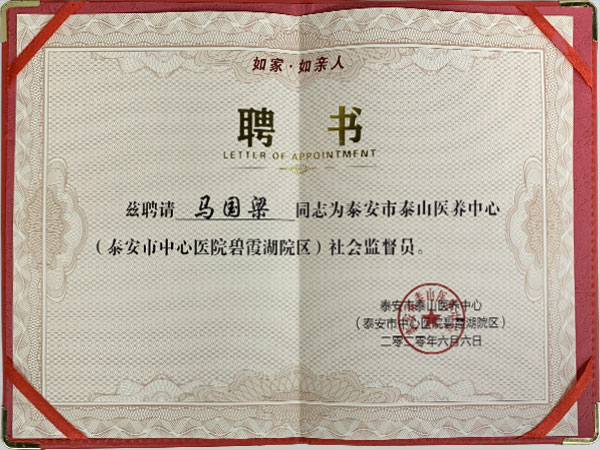 如家·如亲人
聘 书
LETTER OF APPOINTMENT
兹聘请 马国梁 同志为泰安市泰山医养中心
(泰安市中心医院碧霞湖院区)社会监督员。
泰安市泰山医养中心
(泰安市中心医院碧霞湖院区)
二零二零年六月六日